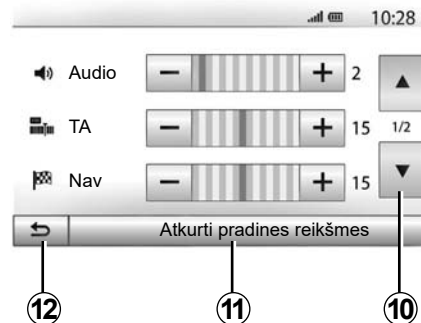 10:28
Audio − + 2
TA − + 15
1/2
Nav − + 15
Atkurti pradines reikšmes
12 11 10